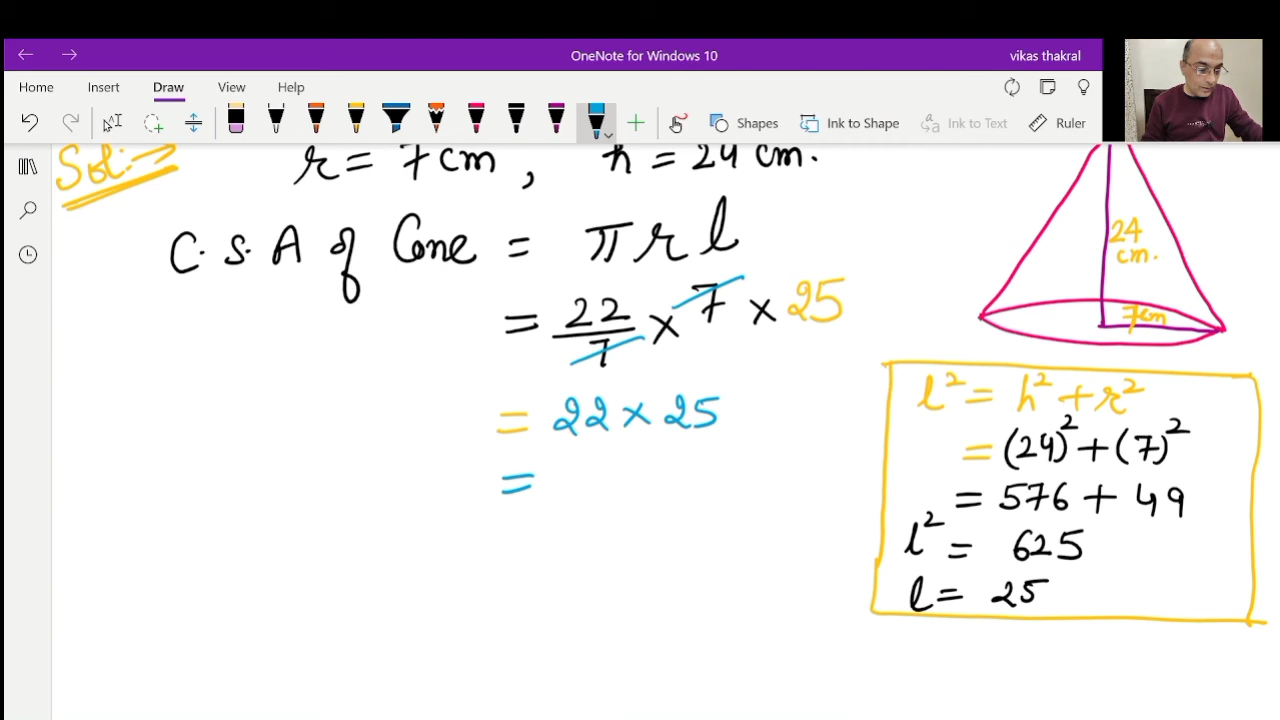 OneNote for Windows 10
vikas thakral
Home Insert Draw View Help
Shapes Ink to Shape Ink to Text Ruler
Sol:→ r = 7 cm, h = 24 cm.
C.S.A of Cone = πrl
= 22/7 × 7 × 25
= 22 × 25
=
24
cm.
7cm
l² = h² + r²
= (24)² + (7)²
= 576 + 49
l² = 625
l = 25